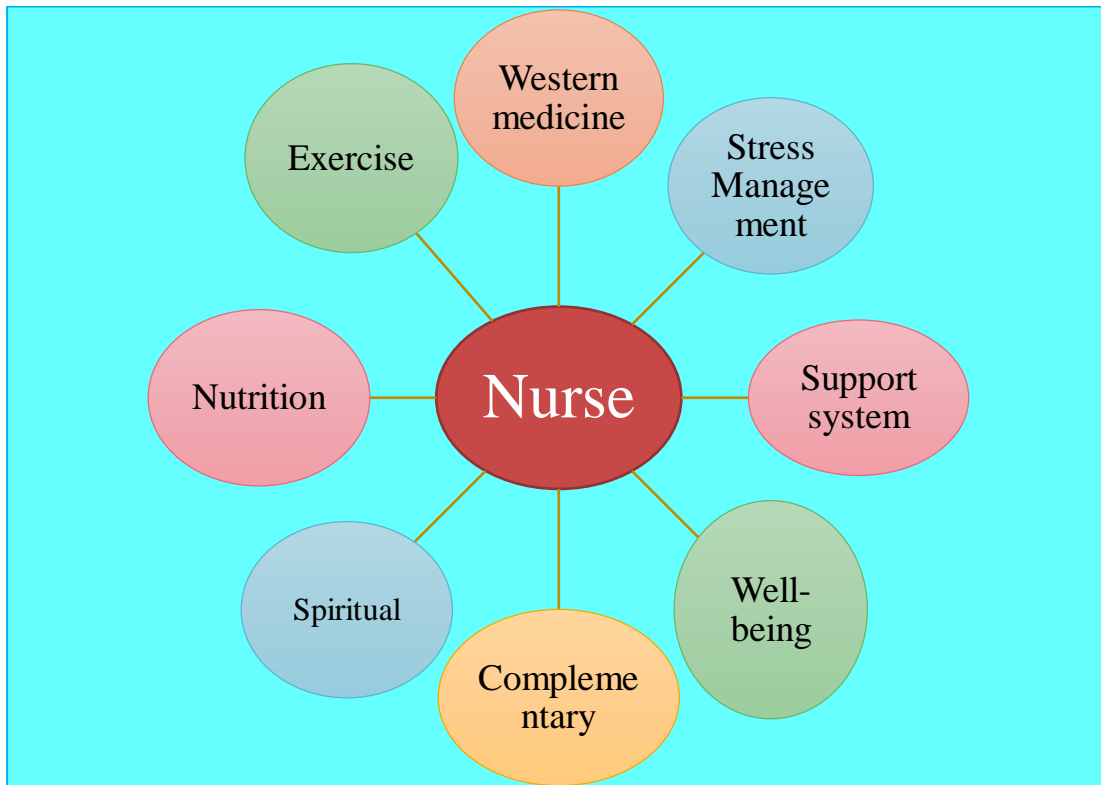 Western
medicine
Exercise
Stress
Manage
ment
Nurse
Nutrition
Support
system
Spiritual
Well-
being
Compleme
ntary